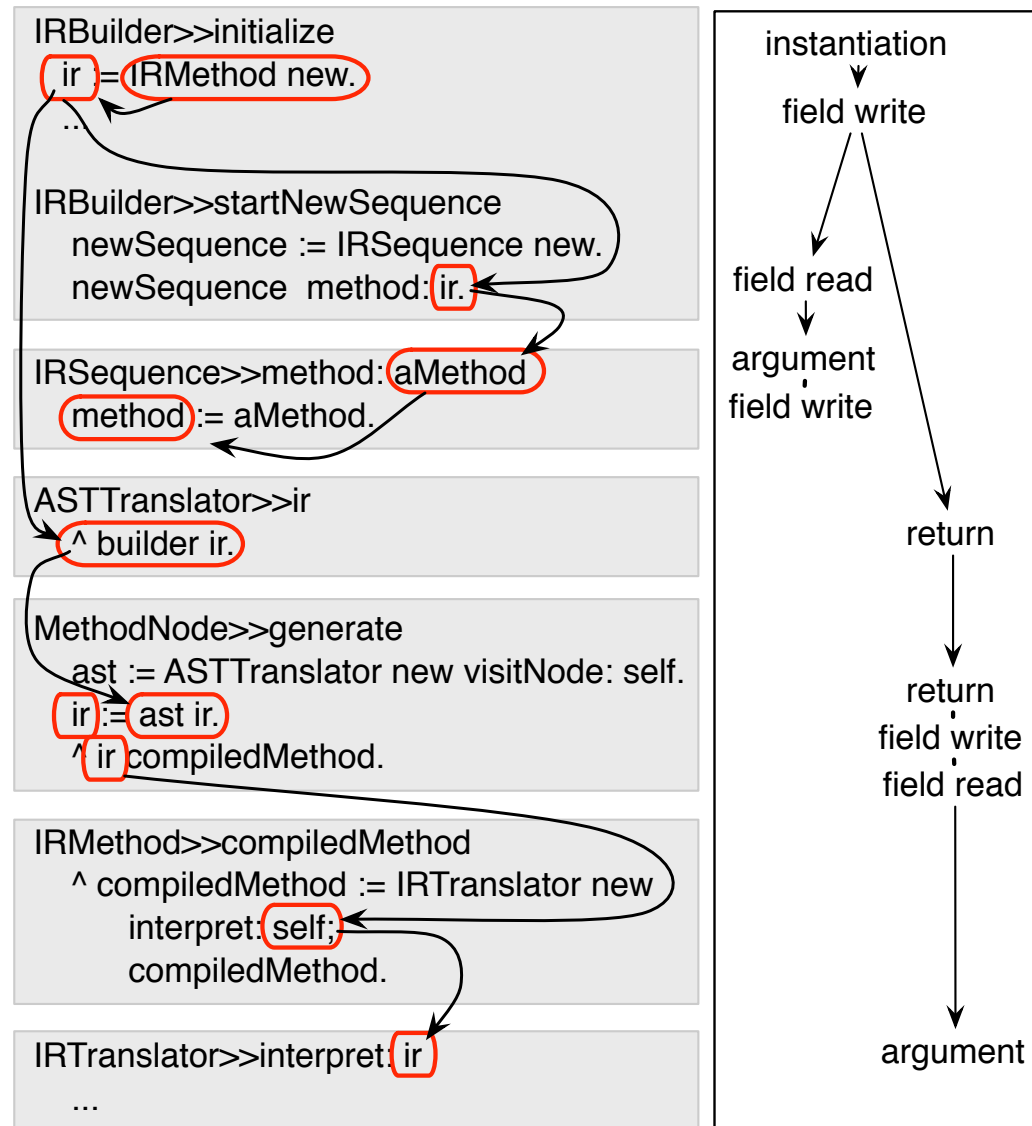 IRBuilder>>initialize
ir := IRMethod new.
...
IRBuilder>>startNewSequence
newSequence := IRSequence new.
newSequence method: ir.
IRSequence>>method: aMethod
method := aMethod.
ASTTranslator>>ir
^ builder ir.
MethodNode>>generate
ast := ASTTranslator new visitNode: self.
ir := ast ir.
^ ir compiledMethod.
IRMethod>>compiledMethod
^ compiledMethod := IRTranslator new
interpret: self;
compiledMethod.
IRTranslator>>interpret: ir
...
instantiation
field write
field read
argument
field write
return
return
field write
field read
argument